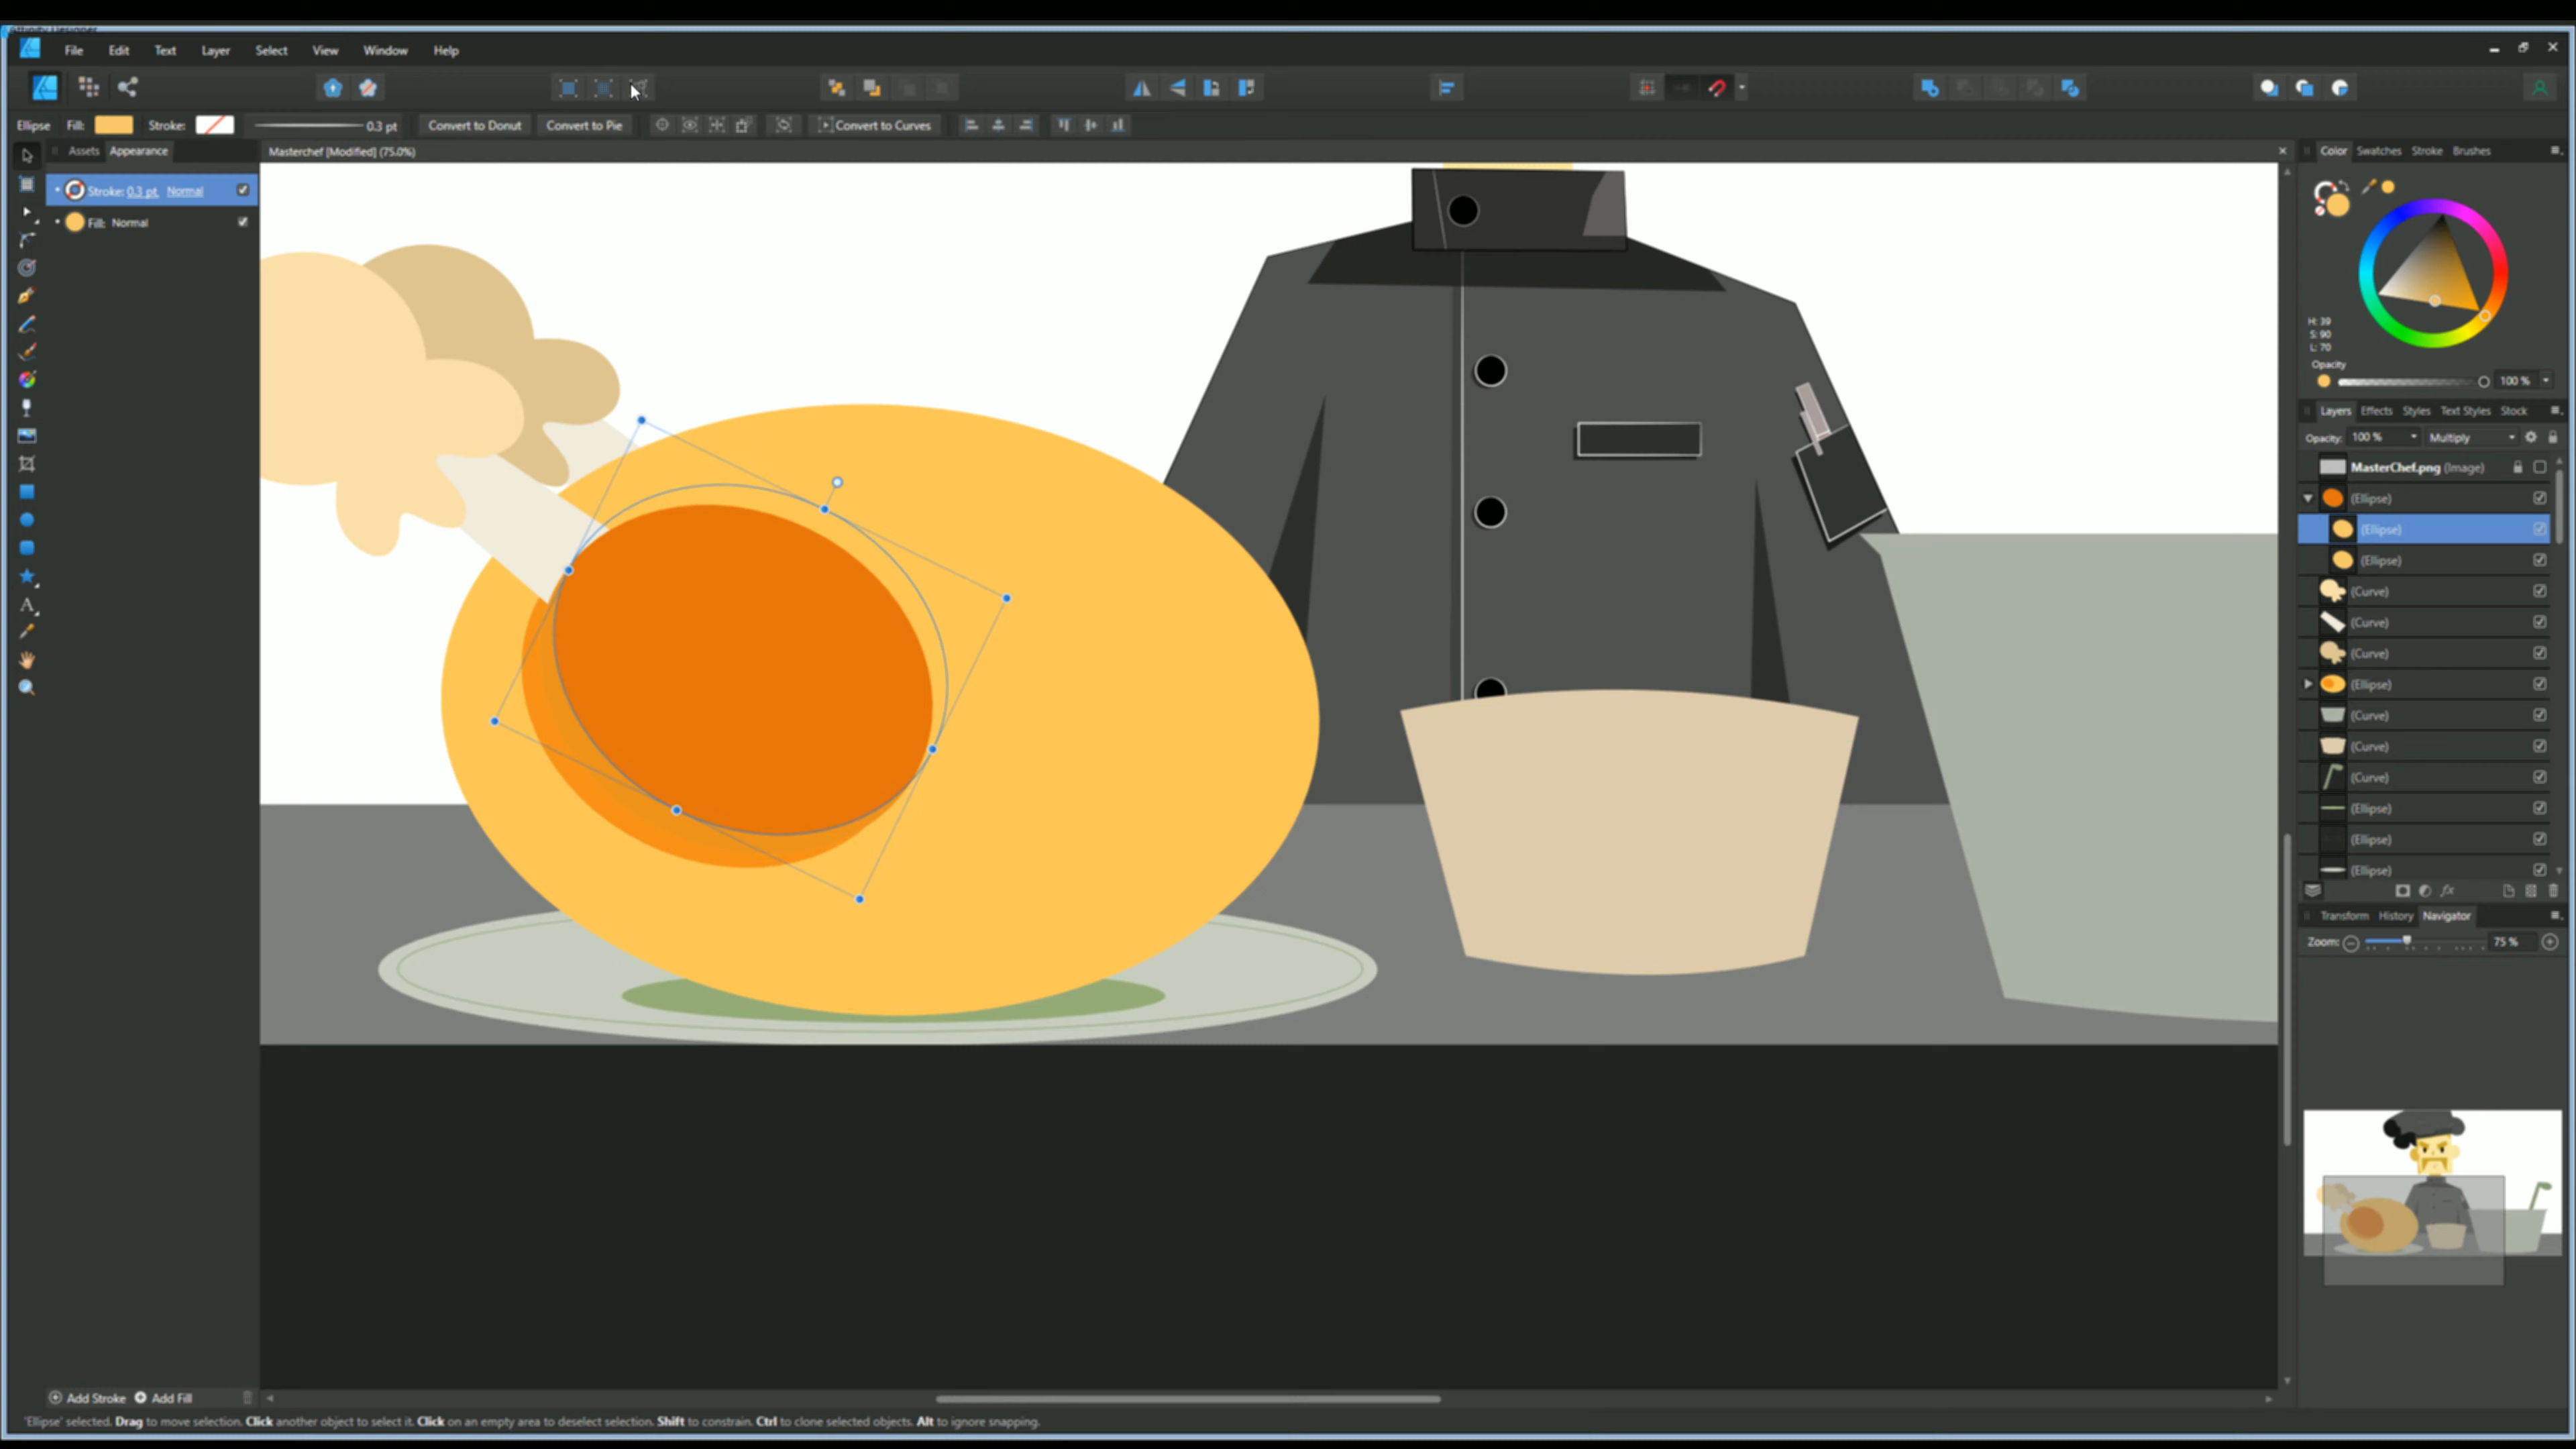 Affinity Designer
File Edit Text Layer Select View Window Help
Ellipse Fill: Stroke: 0.3 pt Convert to Donut Convert to Pie Convert to Curves
Assets Appearance
Masterchef [Modified] (75.0%)
Stroke: 0.3 pt, Normal
Fill: Normal
Color Swatches Stroke Brushes
H: 39
S: 90
L: 70
Opacity
100 %
Layers Effects Styles Text Styles Stock
Opacity: 100 % Multiply
MasterChef.png (Image)
(Ellipse)
(Ellipse)
(Ellipse)
(Curve)
(Curve)
(Curve)
(Ellipse)
(Curve)
(Curve)
(Curve)
(Ellipse)
(Ellipse)
(Ellipse)
Transform History Navigator
Zoom: 75 %
Add Stroke Add Fill
'Ellipse' selected. Drag to move selection. Click another object to select it. Click on an empty area to deselect selection. Shift to constrain. Ctrl to clone selected objects. Alt to ignore snapping.